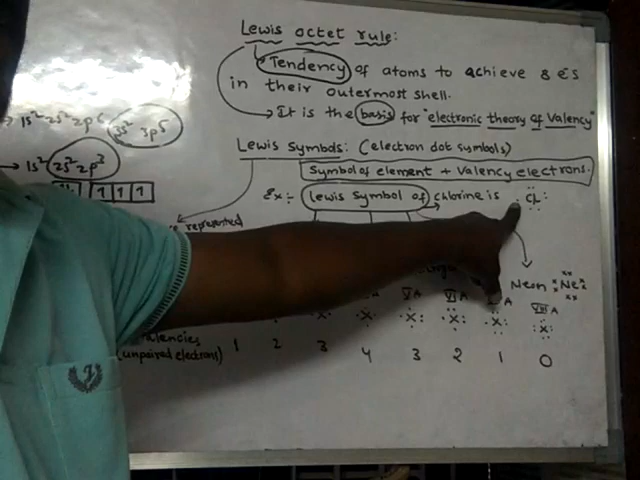 Lewis octet rule:
Tendency of atoms to achieve 8 e̅s
in their outermost shell.
→ It is the basis for "electronic theory of Valency"
→ 1s² 2s² 2p⁶ 3s² 3p⁵
Lewis symbols: (electron dot symbols)
→ 1s² 2s² 2p³
Symbol of element + Valency electrons.
Ex:- Lewis symbol of chlorine is Cl
represented
Neon Ne
VA VIA A VIIIA
X X X X X X
(unpaired electrons) 1 2 3 4 3 2 1 0